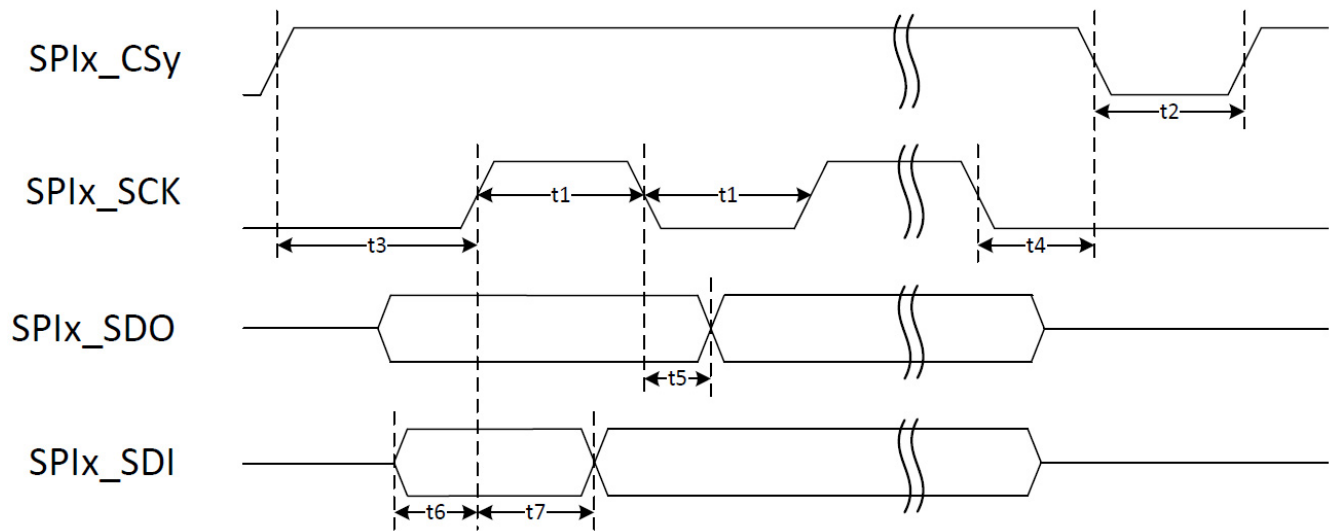 SPIx_CSy
t2
SPIx_SCK
t1 t1
t3 t4
SPIx_SDO
t5
SPIx_SDI
t6 t7